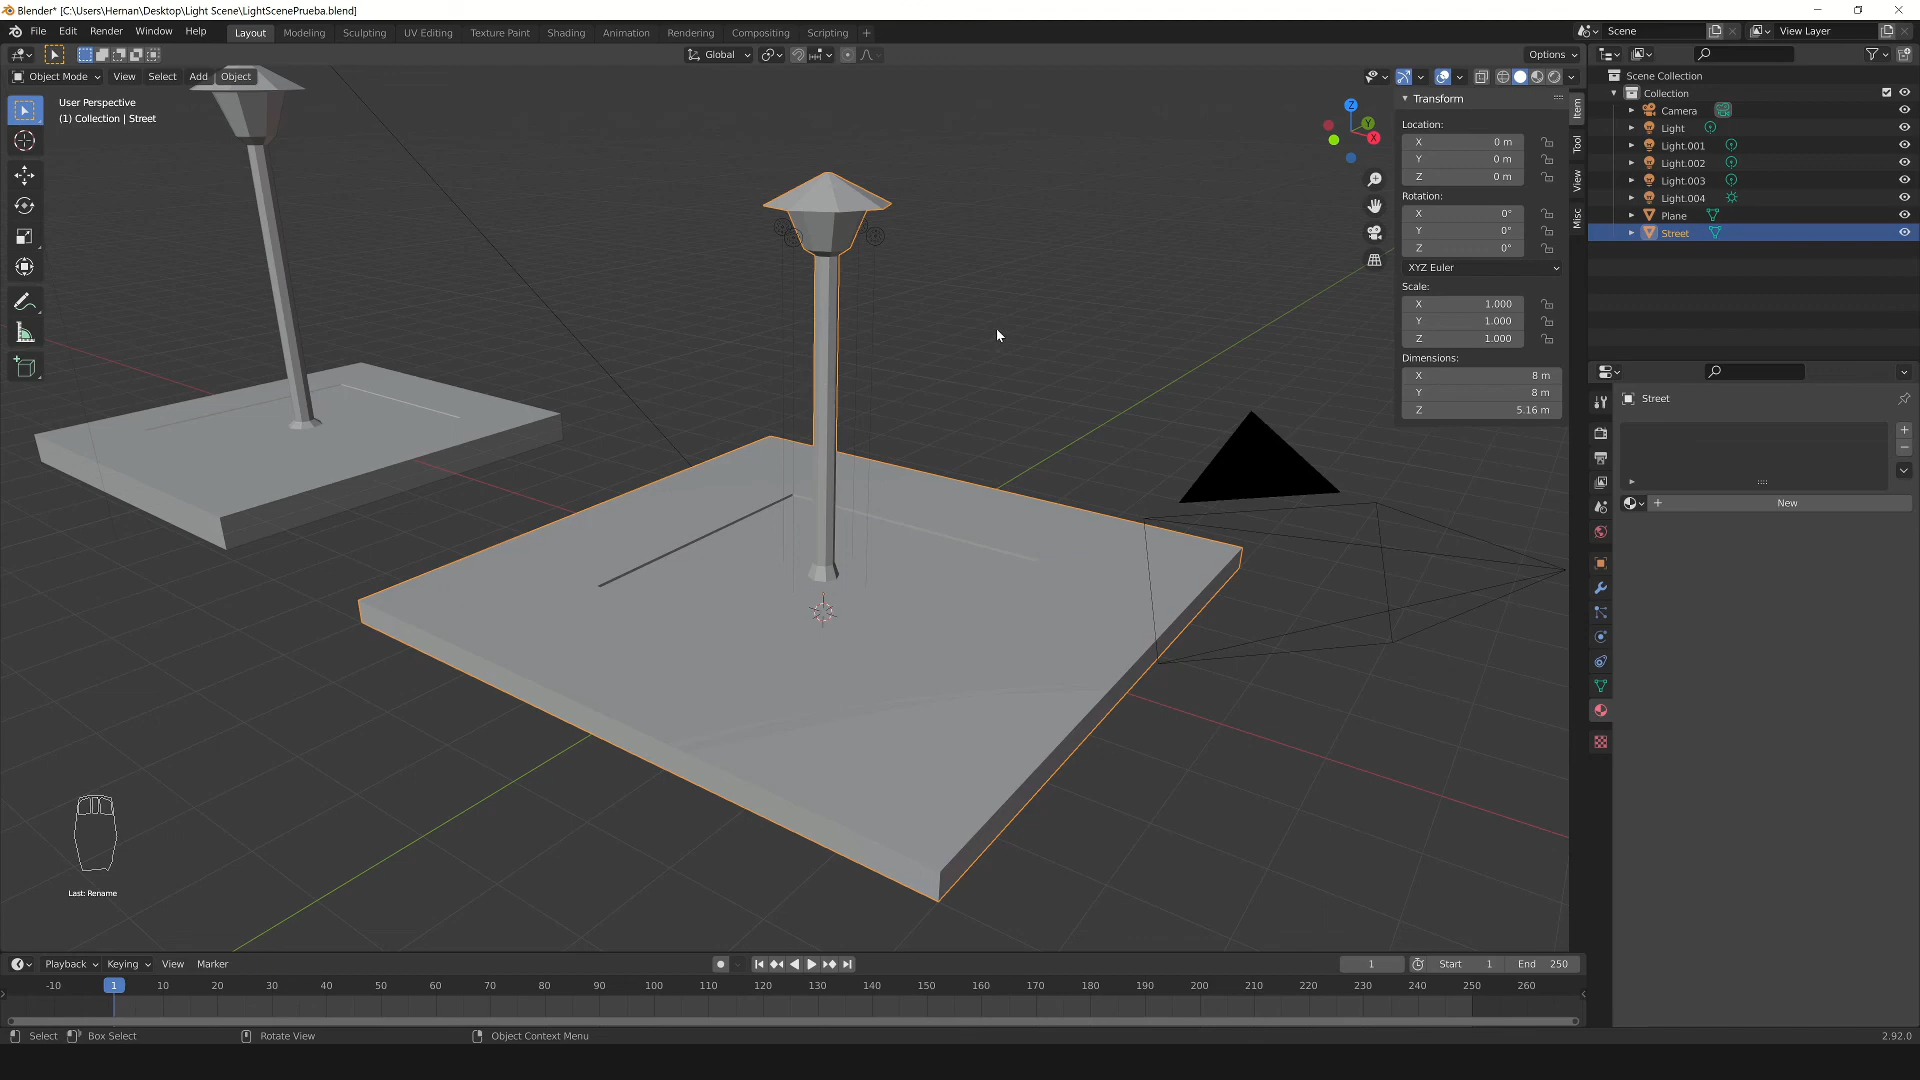 Blender* [C:\Users\Hernan\Desktop\Light Scene\LightScenePrueba.blend]
File Edit Render Window Help Layout Modeling Sculpting UV Editing Texture Paint Shading Animation Rendering Compositing Scripting + Scene View Layer
Global Options
Object Mode View Select Add Object
User Perspective
(1) Collection | Street
Z
Y
X
Transform
Location:
X 0 m
Y 0 m
Z 0 m
Rotation:
X 0°
Y 0°
Z 0°
XYZ Euler
Scale:
X 1.000
Y 1.000
Z 1.000
Dimensions:
X 8 m
Y 8 m
Z 5.16 m
Item
Tool
View
Misc
Scene Collection
Collection
Camera
Light
Light.001
Light.002
Light.003
Light.004
Plane
Street
Street
New
Last: Rename
Playback Keying View Marker 1 Start 1 End 250
-10 1 10 20 30 40 50 60 70 80 90 100 110 120 130 140 150 160 170 180 190 200 210 220 230 240 250 260
Select Box Select Rotate View Object Context Menu 2.92.0